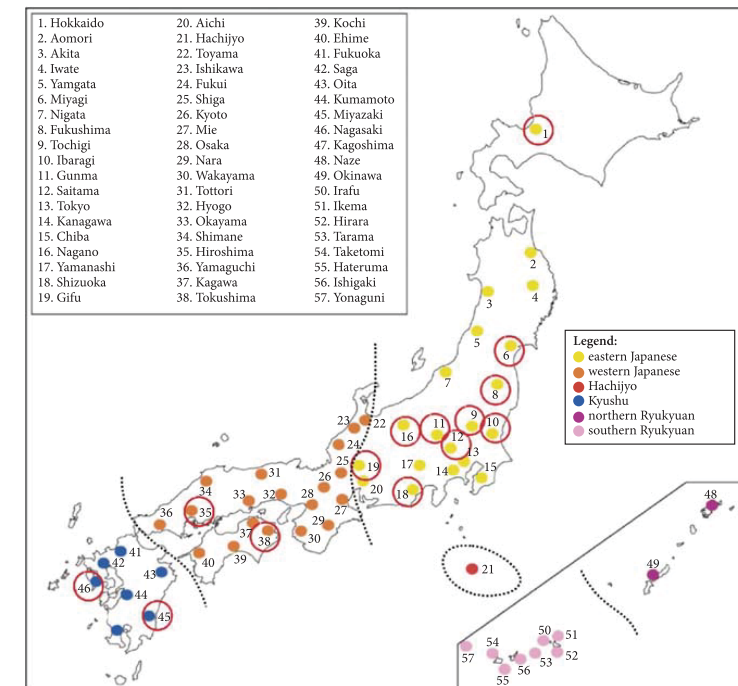 1. Hokkaido
2. Aomori
3. Akita
4. Iwate
5. Yamgata
6. Miyagi
7. Nigata
8. Fukushima
9. Tochigi
10. Ibaragi
11. Gunma
12. Saitama
13. Tokyo
14. Kanagawa
15. Chiba
16. Nagano
17. Yamanashi
18. Shizuoka
19. Gifu
20. Aichi
21. Hachijyo
22. Toyama
23. Ishikawa
24. Fukui
25. Shiga
26. Kyoto
27. Mie
28. Osaka
29. Nara
30. Wakayama
31. Tottori
32. Hyogo
33. Okayama
34. Shimane
35. Hiroshima
36. Yamaguchi
37. Kagawa
38. Tokushima
39. Kochi
40. Ehime
41. Fukuoka
42. Saga
43. Oita
44. Kumamoto
45. Miyazaki
46. Nagasaki
47. Kagoshima
48. Naze
49. Okinawa
50. Irafu
51. Ikema
52. Hirara
53. Tarama
54. Taketomi
55. Hateruma
56. Ishigaki
57. Yonaguni
1
2
3
4
5
6
Legend:
eastern Japanese
western Japanese
Hachijyo
Kyushu
northern Ryukyuan
southern Ryukyuan
7
8
9
10
11
12
13
14
15
16
17
18
19
20
22
23
24
25
26
27
28
29
30
31
32
33
34
35
36
37
38
39
40
41
42
43
44
45
46
21
48
49
50
51
52
53
54
55
56
57